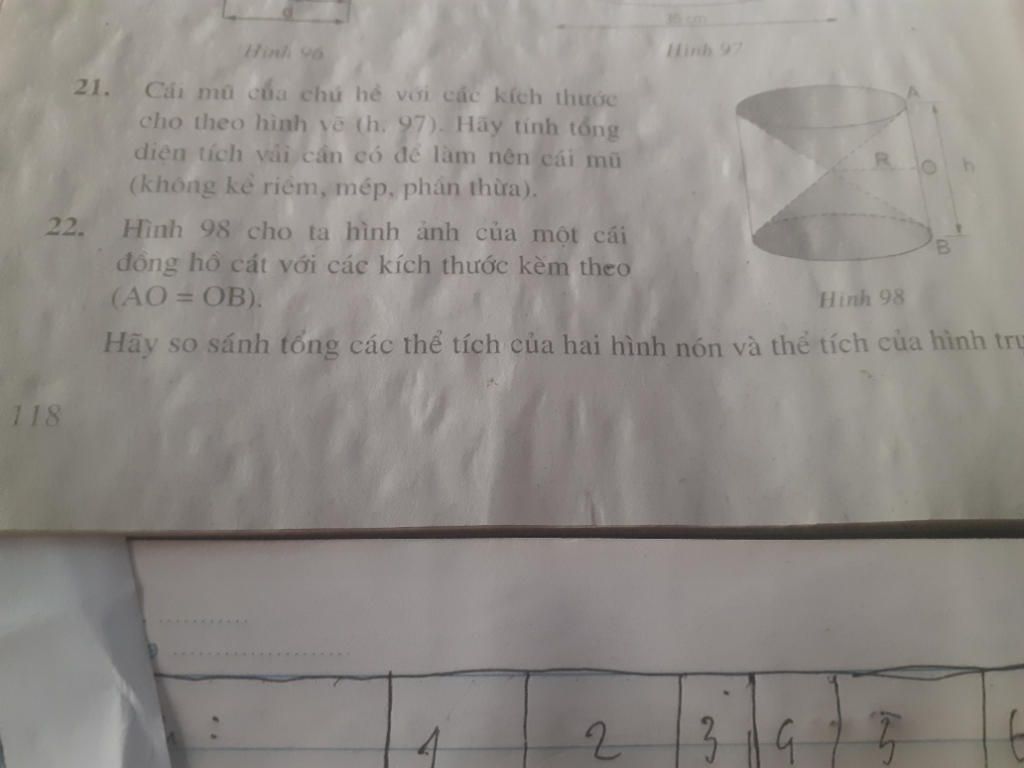 d
35 cm
Hình 96
Hình 97
21. Cái mũ của chú hề với các kích thước
cho theo hình vẽ (h. 97). Hãy tính tổng
diện tích vải cần có để làm nên cái mũ
(không kể riềm, mép, phần thừa).
A
R
O
h
B
22. Hình 98 cho ta hình ảnh của một cái
đồng hồ cát với các kích thước kèm theo
(AO = OB).
Hình 98
Hãy so sánh tổng các thể tích của hai hình nón và thể tích của hình trụ
118
:
1 2 3 4 5 6